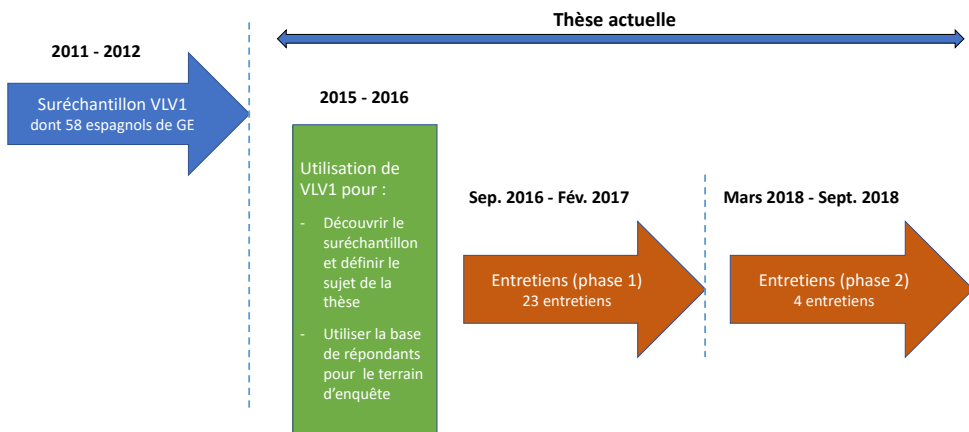 Thèse actuelle
2011 - 2012
Suréchantillon VLV1
dont 58 espagnols de GE
2015 - 2016
Utilisation de
VLV1 pour :
- Découvrir le
suréchantillon
et définir le
sujet de la
thèse
- Utiliser la base
de répondants
pour le terrain
d'enquête
Sep. 2016 - Fév. 2017
Entretiens (phase 1)
23 entretiens
Mars 2018 - Sept. 2018
Entretiens (phase 2)
4 entretiens